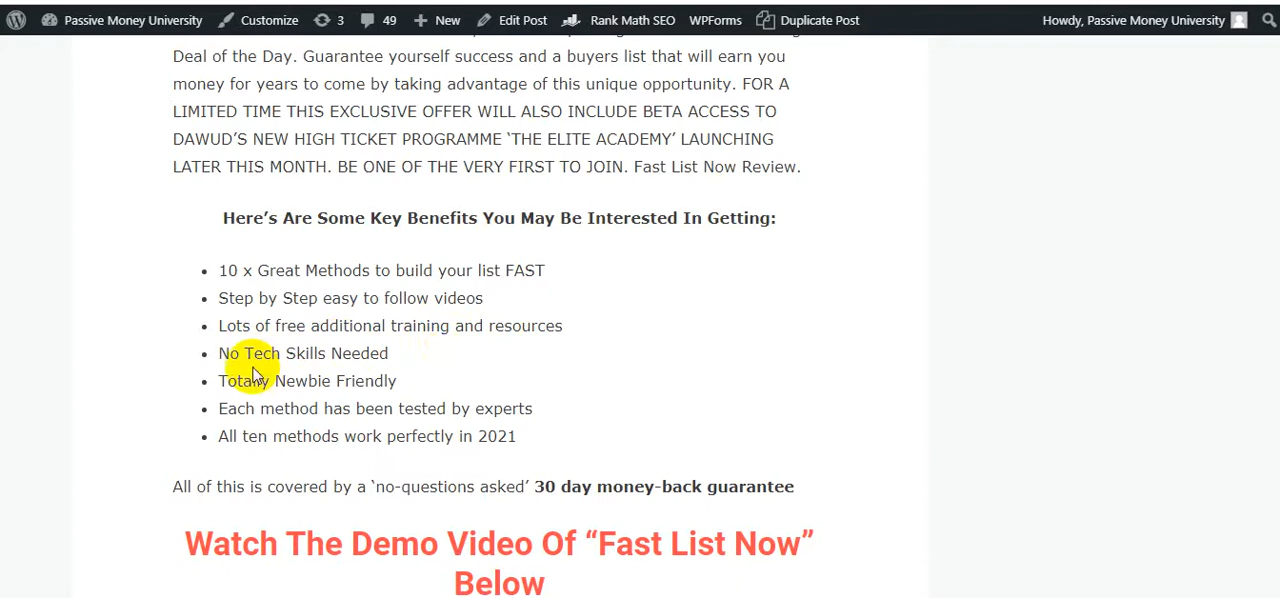 Passive Money University Customize 3 49 New Edit Post Rank Math SEO WPForms Duplicate Post Howdy, Passive Money University
Deal of the Day. Guarantee yourself success and a buyers list that will earn you
money for years to come by taking advantage of this unique opportunity. FOR A
LIMITED TIME THIS EXCLUSIVE OFFER WILL ALSO INCLUDE BETA ACCESS TO
DAWUD’S NEW HIGH TICKET PROGRAMME ‘THE ELITE ACADEMY’ LAUNCHING
LATER THIS MONTH. BE ONE OF THE VERY FIRST TO JOIN. Fast List Now Review.
Here’s Are Some Key Benefits You May Be Interested In Getting:
• 10 x Great Methods to build your list FAST
• Step by Step easy to follow videos
• Lots of free additional training and resources
• No Tech Skills Needed
• Totally Newbie Friendly
• Each method has been tested by experts
• All ten methods work perfectly in 2021
All of this is covered by a ‘no-questions asked’ 30 day money-back guarantee
Watch The Demo Video Of “Fast List Now”
Below